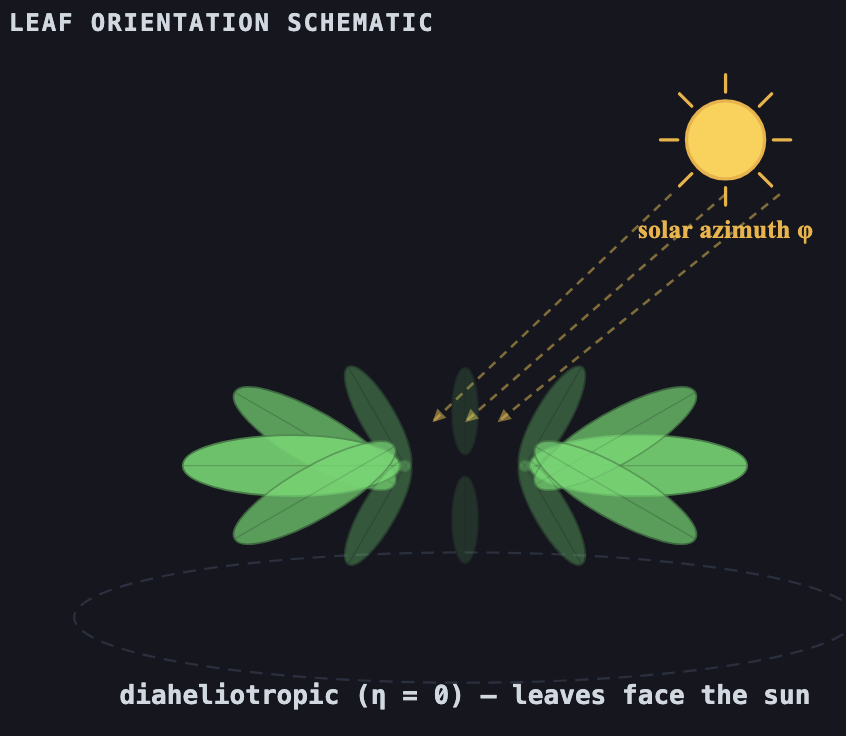 LEAF ORIENTATION SCHEMATIC
solar azimuth φ
diaheliotropic (η = 0) — leaves face the sun